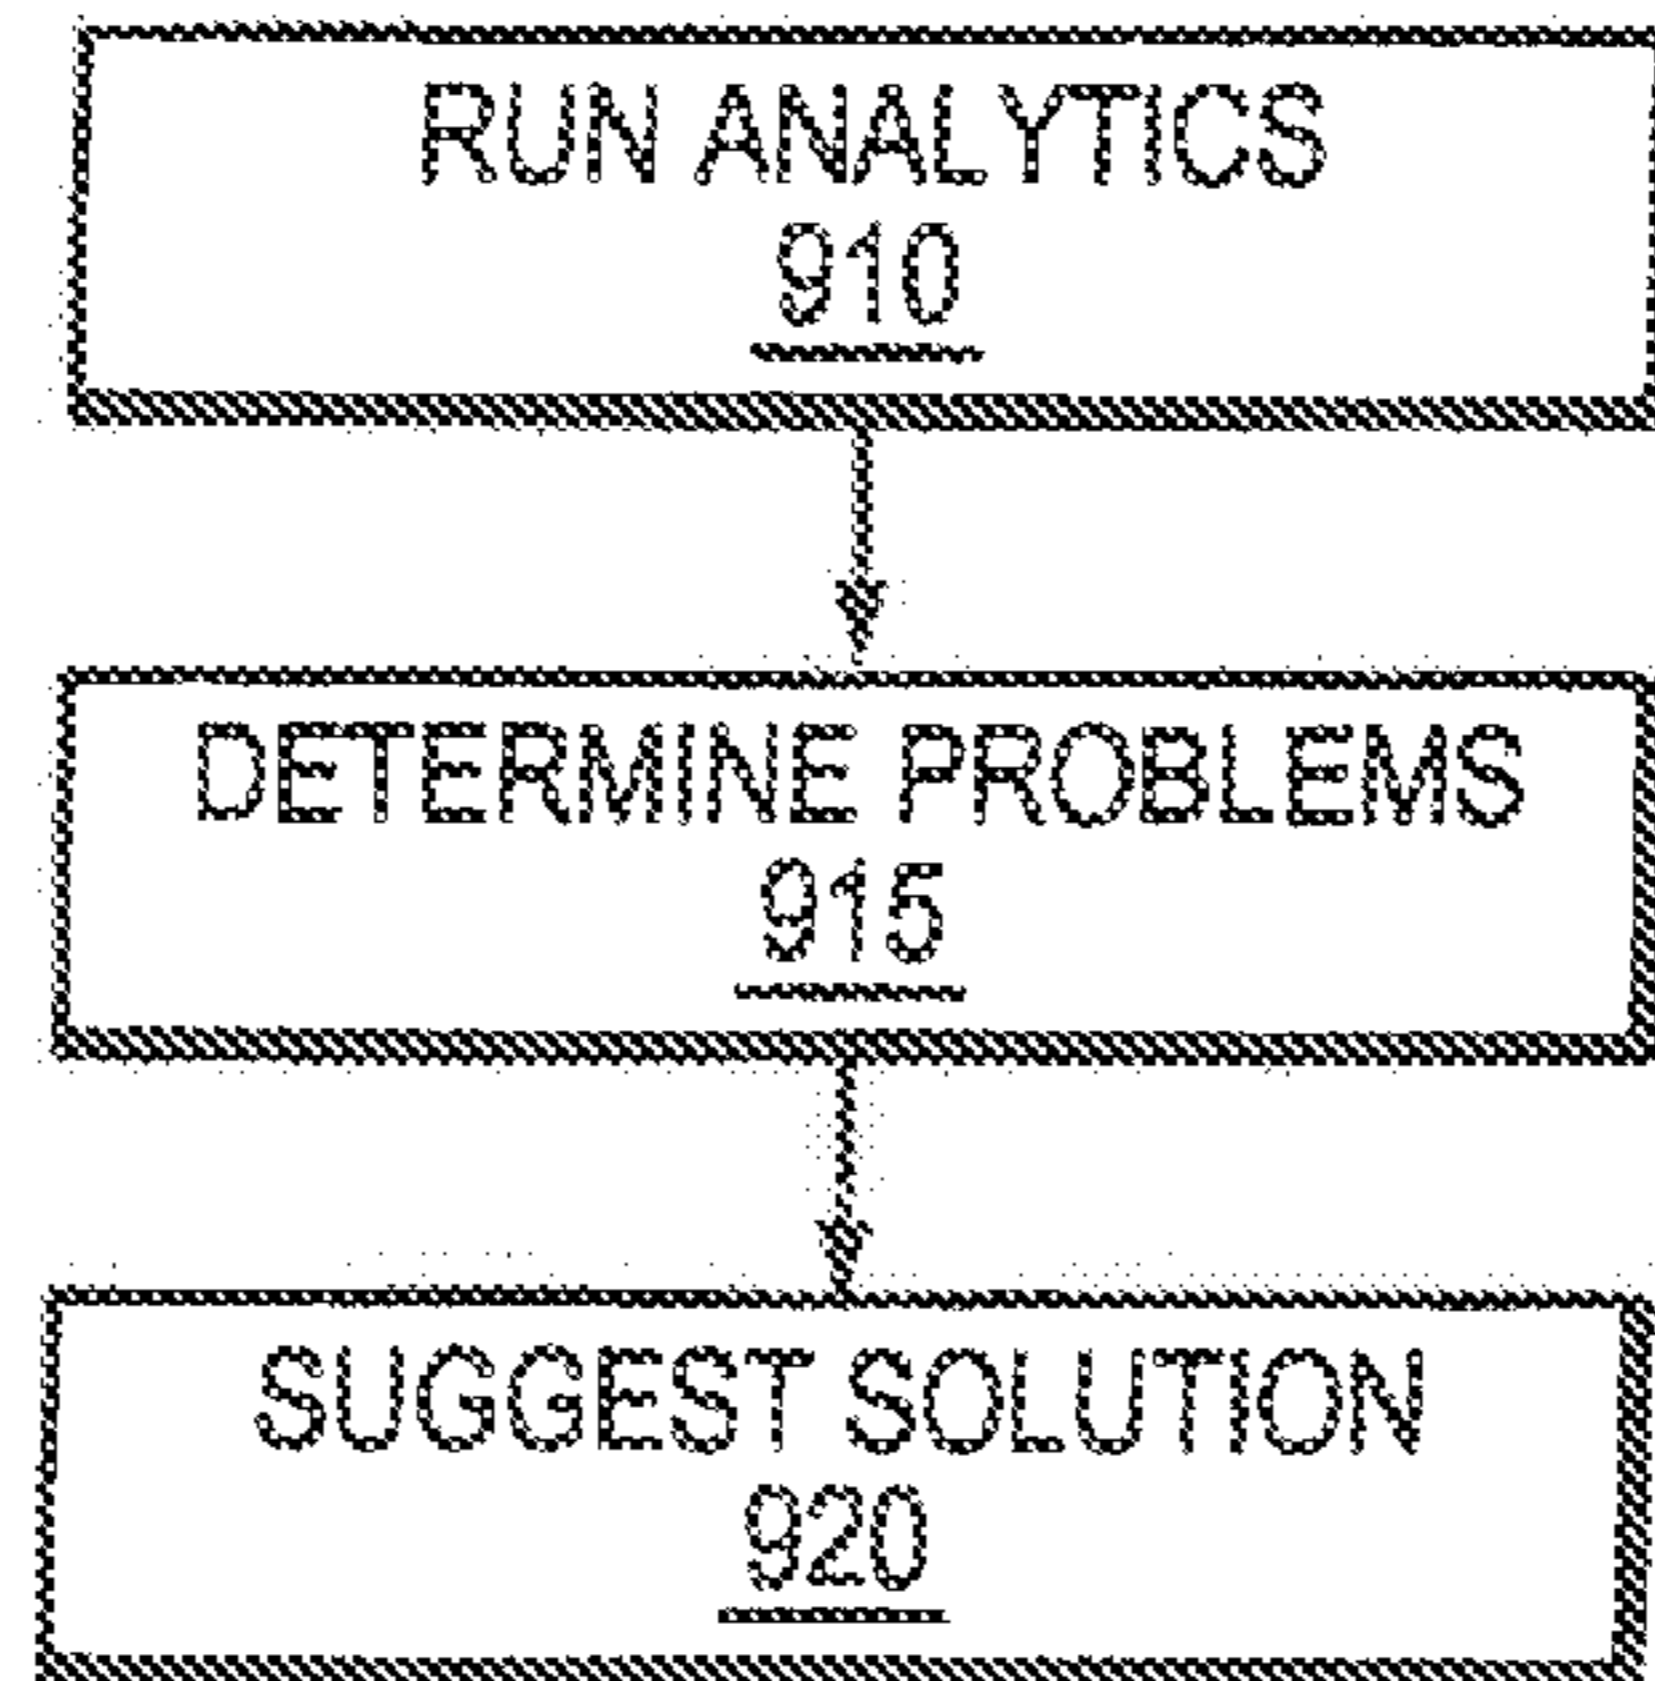 RUN ANALYTICS
910
DETERMINE PROBLEMS
915
SUGGEST SOLUTION
920